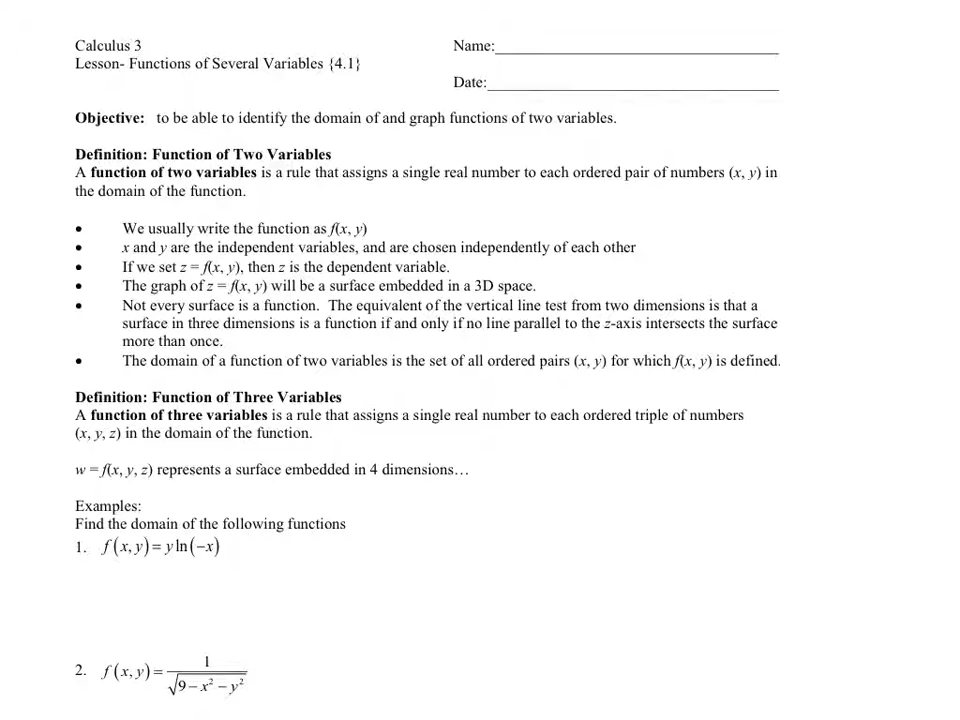 Calculus 3
Name:
Lesson- Functions of Several Variables {4.1}
Date:
Objective: to be able to identify the domain of and graph functions of two variables.
Definition: Function of Two Variables
A function of two variables is a rule that assigns a single real number to each ordered pair of numbers (x, y) in
the domain of the function.
• We usually write the function as f(x, y)
• x and y are the independent variables, and are chosen independently of each other
• If we set z = f(x, y), then z is the dependent variable.
• The graph of z = f(x, y) will be a surface embedded in a 3D space.
• Not every surface is a function. The equivalent of the vertical line test from two dimensions is that a
surface in three dimensions is a function if and only if no line parallel to the z-axis intersects the surface
more than once.
• The domain of a function of two variables is the set of all ordered pairs (x, y) for which f(x, y) is defined.
Definition: Function of Three Variables
A function of three variables is a rule that assigns a single real number to each ordered triple of numbers
(x, y, z) in the domain of the function.
w = f(x, y, z) represents a surface embedded in 4 dimensions…
Examples:
Find the domain of the following functions
1. f(x, y) = y ln(−x)
2. f(x, y) = 1/√(9 − x² − y²)